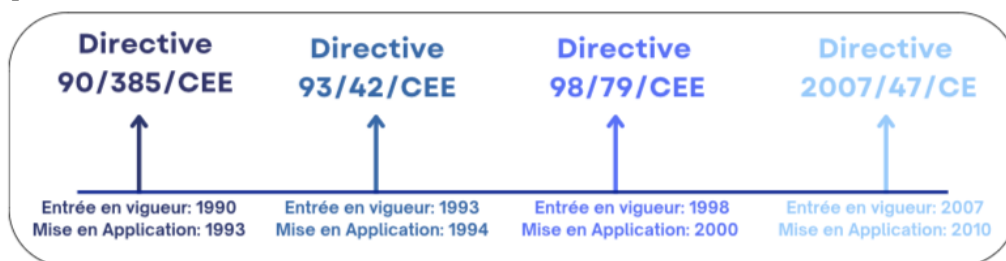 Directive
90/385/CEE
Directive
93/42/CEE
Directive
98/79/CEE
Directive
2007/47/CE
Entrée en vigueur: 1990
Mise en Application: 1993
Entrée en vigueur: 1993
Mise en Application: 1994
Entrée en vigueur: 1998
Mise en Application: 2000
Entrée en vigueur: 2007
Mise en Application: 2010